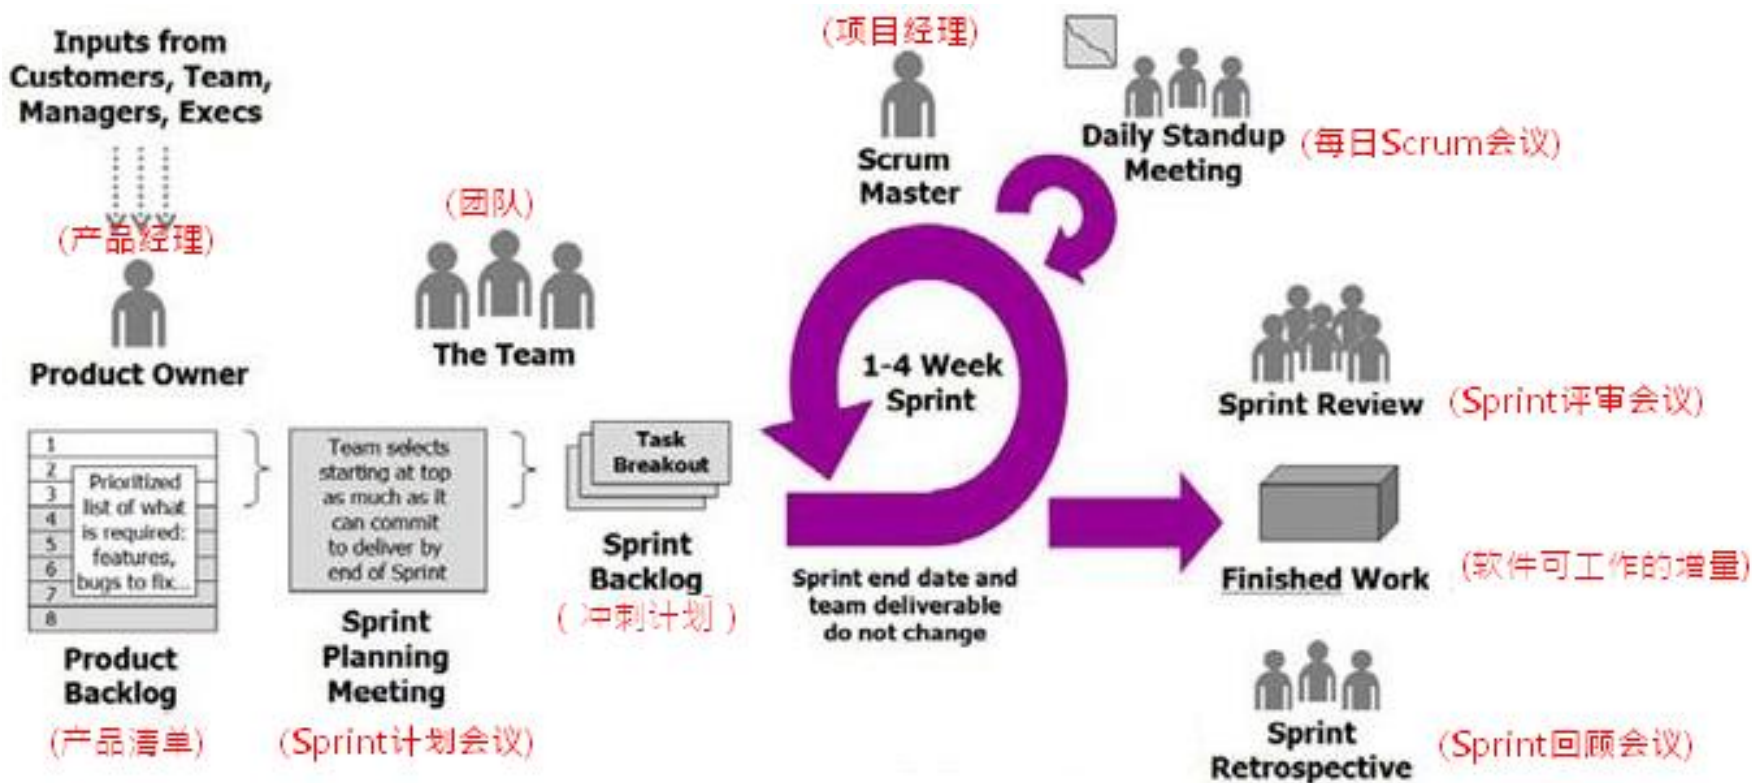 Inputs from
Customers, Team,
Managers, Execs
(产品经理)
Product Owner
(团队)
The Team
(项目经理)
Scrum
Master
Daily Standup
Meeting
(每日Scrum会议)
1
2
3
4
5
6
7
8
Prioritized
list of what
is required:
features,
bugs to fix...
Product
Backlog
(产品清单)
Team selects
starting at top
as much as it
can commit
to deliver by
end of Sprint
Sprint
Planning
Meeting
(Sprint计划会议)
Task
Breakout
Sprint
Backlog
(冲刺计划)
1-4 Week
Sprint
Sprint end date and
team deliverable
do not change
Sprint Review
(Sprint评审会议)
Finished Work
(软件可工作的增量)
Sprint
Retrospective
(Sprint回顾会议)